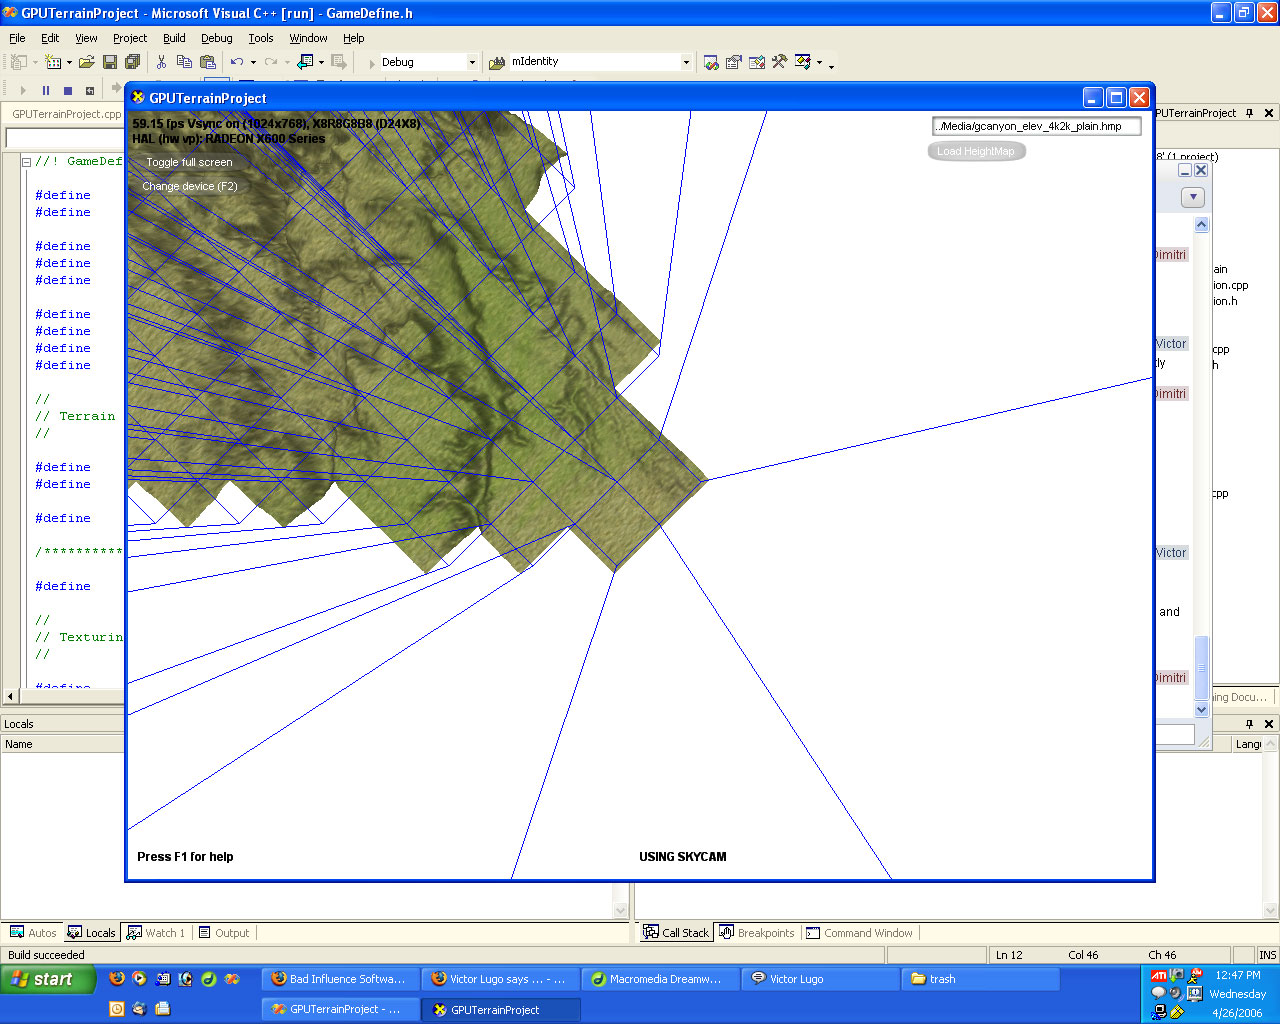 GPUTerrainProject - Microsoft Visual C++ [run] - GameDefine.h
File Edit View Project Build Debug Tools Window Help
Debug
mIdentity
GPUTerrainProject
GPUTerrainProject.cpp
PUTerrainProject
59.15 fps Vsync on (1024x768), X8R8G8B8 (D24X8)
HAL (hw vp): RADEON X600 Series
Toggle full screen
Change device (F2)
../Media/gcanyon_elev_4k2k_plain.hmp
Load HeightMap
8' (1 project)
//! GameDef
#define
#define
#define
#define
#define
#define
#define
#define
#define
//
// Terrain
//
#define
#define
#define
/**********
#define
//
// Texturin
//
#define
Dimitri
ain
ion.cpp
ion.h
Victor
cpp
ly
h
Dimitri
cpp
Victor
and
Dimitri
ing Docu...
Press F1 for help
USING SKYCAM
Locals
Name
Langu
Autos Locals Watch 1 Output
Call Stack Breakpoints Command Window
Build succeeded
Ln 12 Col 46 Ch 46 INS
start
Bad Influence Softwa...
Victor Lugo says ... - ...
Macromedia Dreamw...
Victor Lugo
trash
GPUTerrainProject - ...
GPUTerrainProject
ATI
12:47 PM
Wednesday
4/26/2006